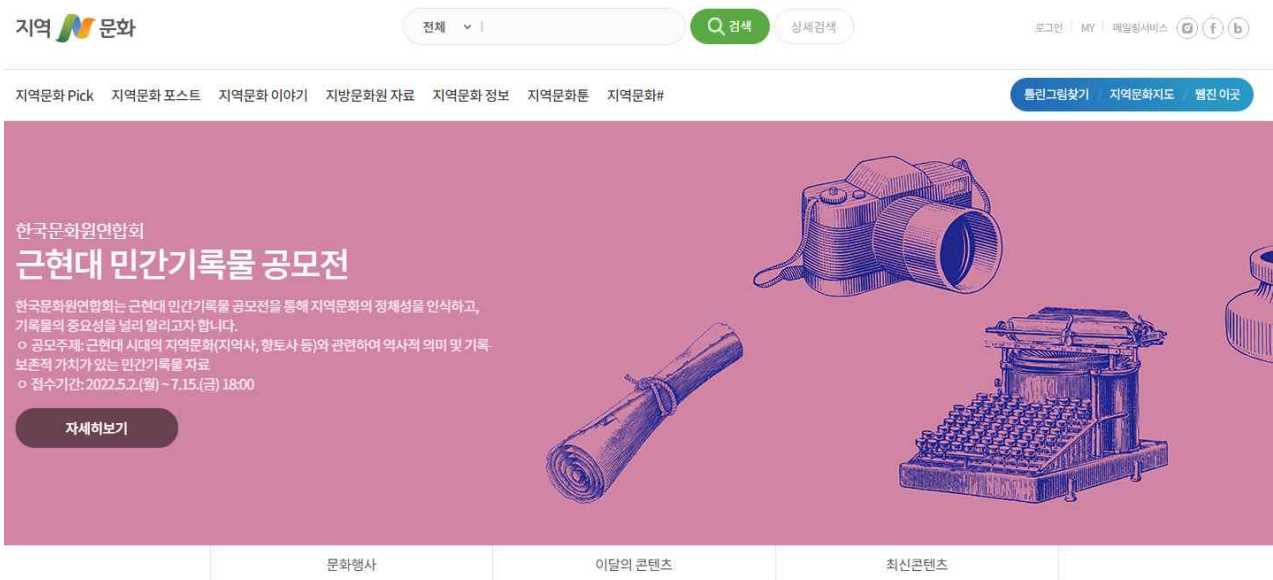 지역 N 문화
전체
검색
상세검색
로그인
MY
메일링서비스
지역문화 Pick
지역문화 포스트
지역문화 이야기
지방문화원 자료
지역문화 정보
지역문화툰
지역문화#
틀린그림찾기 / 지역문화지도 / 웹진 이곳
한국문화원연합회
근현대 민간기록물 공모전
한국문화원연합회는 근현대 민간기록물 공모전을 통해 지역문화의 정체성을 인식하고,
기록물의 중요성을 널리 알리고자 합니다.
ㅇ 공모주제: 근현대 시대의 지역문화(지역사, 향토사 등)와 관련하여 역사적 의미 및 기록·
보존적 가치가 있는 민간기록물 자료
ㅇ 접수기간: 2022.5.2.(월) ~ 7.15.(금) 18:00
자세히보기
문화행사
이달의 콘텐츠
최신콘텐츠